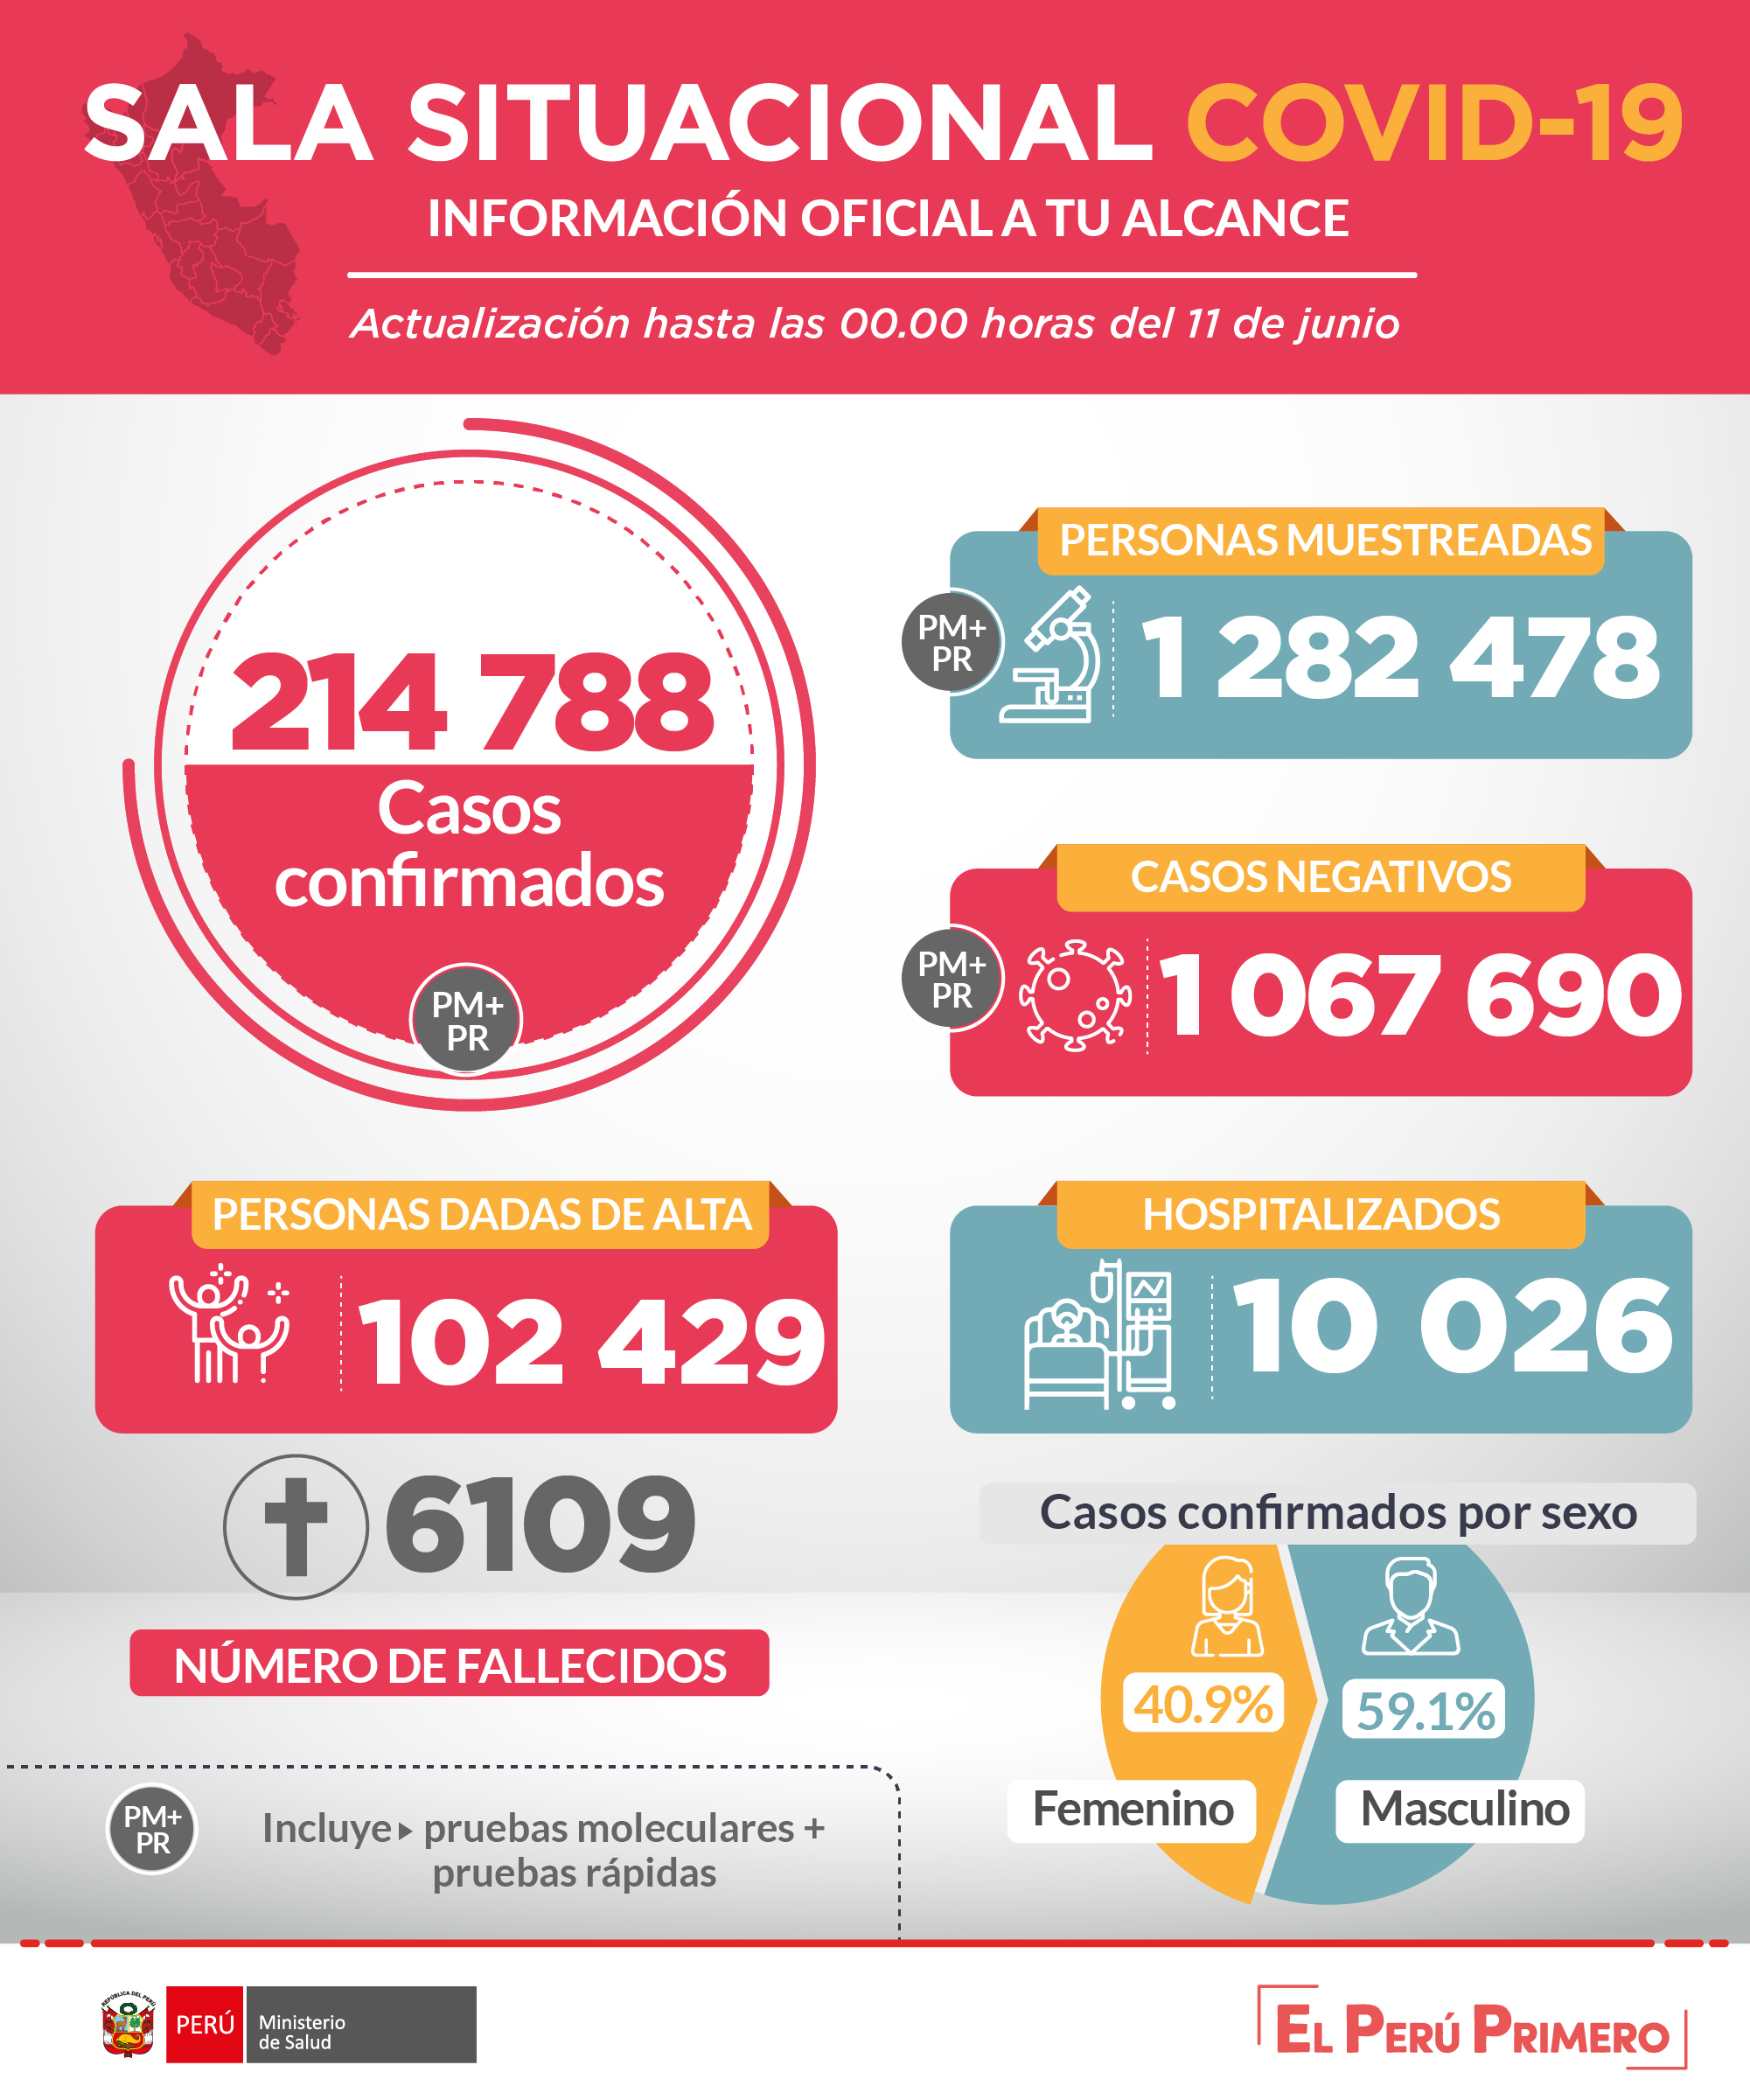 SALA SITUACIONAL COVID-19
INFORMACIÓN OFICIAL A TU ALCANCE
Actualización hasta las 00.00 horas del 11 de junio
214 788
Casos
confirmados
PM+
PR
PERSONAS MUESTREADAS
PM+
PR
1 282 478
CASOS NEGATIVOS
PM+
PR
1 067 690
PERSONAS DADAS DE ALTA
102 429
HOSPITALIZADOS
10 026
6109
NÚMERO DE FALLECIDOS
Casos confirmados por sexo
40.9%
59.1%
Femenino
Masculino
PM+
PR
Incluye pruebas moleculares +
pruebas rápidas
REPÚBLICA DEL PERÚ
PERÚ
Ministerio
de Salud
EL PERÚ PRIMERO